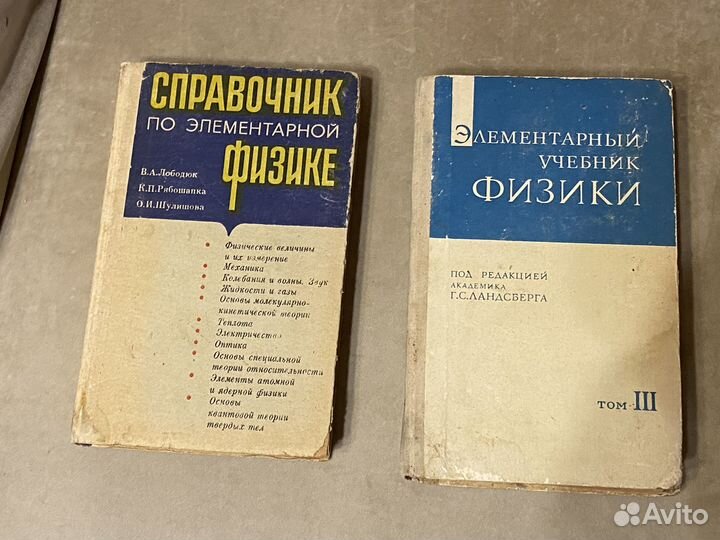 СПРАВОЧНИК
ПО ЭЛЕМЕНТАРНОЙ
ФИЗИКЕ
В.А.Лободюк
К.П.Рябошапка
О.И.Шулишова
Физические величины
и их измерение
Механика
Колебания и волны. Звук
Жидкости и газы
Основы молекулярно-
кинетической теории
Теплота
Электричество
Оптика
Основы специальной
теории относительности
Элементы атомной
и ядерной физики
Основы
квантовой теории
твердых тел
ЭЛЕМЕНТАРНЫЙ
УЧЕБНИК
ФИЗИКИ
ПОД РЕДАКЦИЕЙ
АКАДЕМИКА
Г.С.ЛАНДСБЕРГА
ТОМ III
Avito